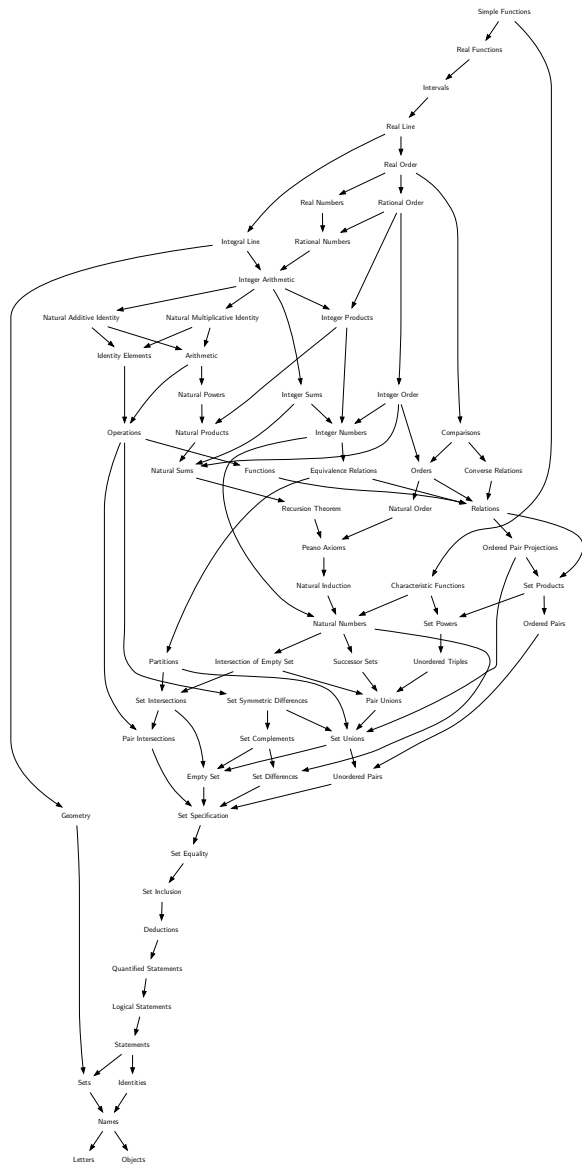 Simple Functions
Real Functions
Intervals
Real Line
Real Order
Real Numbers
Rational Order
Integral Line
Rational Numbers
Integer Arithmetic
Natural Additive Identity
Natural Multiplicative Identity
Integer Products
Identity Elements
Arithmetic
Natural Powers
Integer Sums
Integer Order
Operations
Natural Products
Integer Numbers
Comparisons
Natural Sums
Functions
Equivalence Relations
Orders
Converse Relations
Recursion Theorem
Natural Order
Relations
Peano Axioms
Ordered Pair Projections
Natural Induction
Characteristic Functions
Set Products
Natural Numbers
Set Powers
Ordered Pairs
Partitions
Intersection of Empty Set
Successor Sets
Unordered Triples
Set Intersections
Set Symmetric Differences
Pair Unions
Pair Intersections
Set Complements
Set Unions
Empty Set
Set Differences
Unordered Pairs
Geometry
Set Specification
Set Equality
Set Inclusion
Deductions
Quantified Statements
Logical Statements
Statements
Sets
Identities
Names
Letters
Objects